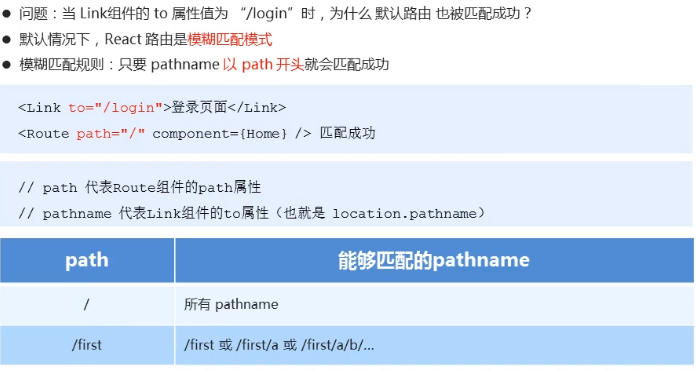 ● 问题：当 Link组件的 to 属性值为 “/login”时，为什么 默认路由 也被匹配成功？
● 默认情况下，React 路由是模糊匹配模式
● 模糊匹配规则：只要 pathname 以 path 开头就会匹配成功
<Link to="/login">登录页面</Link>
<Route path="/" component={Home} /> 匹配成功
// path 代表Route组件的path属性
// pathname 代表Link组件的to属性（也就是 location.pathname）
path 能够匹配的pathname
/ 所有 pathname
/first /first 或 /first/a 或 /first/a/b/...